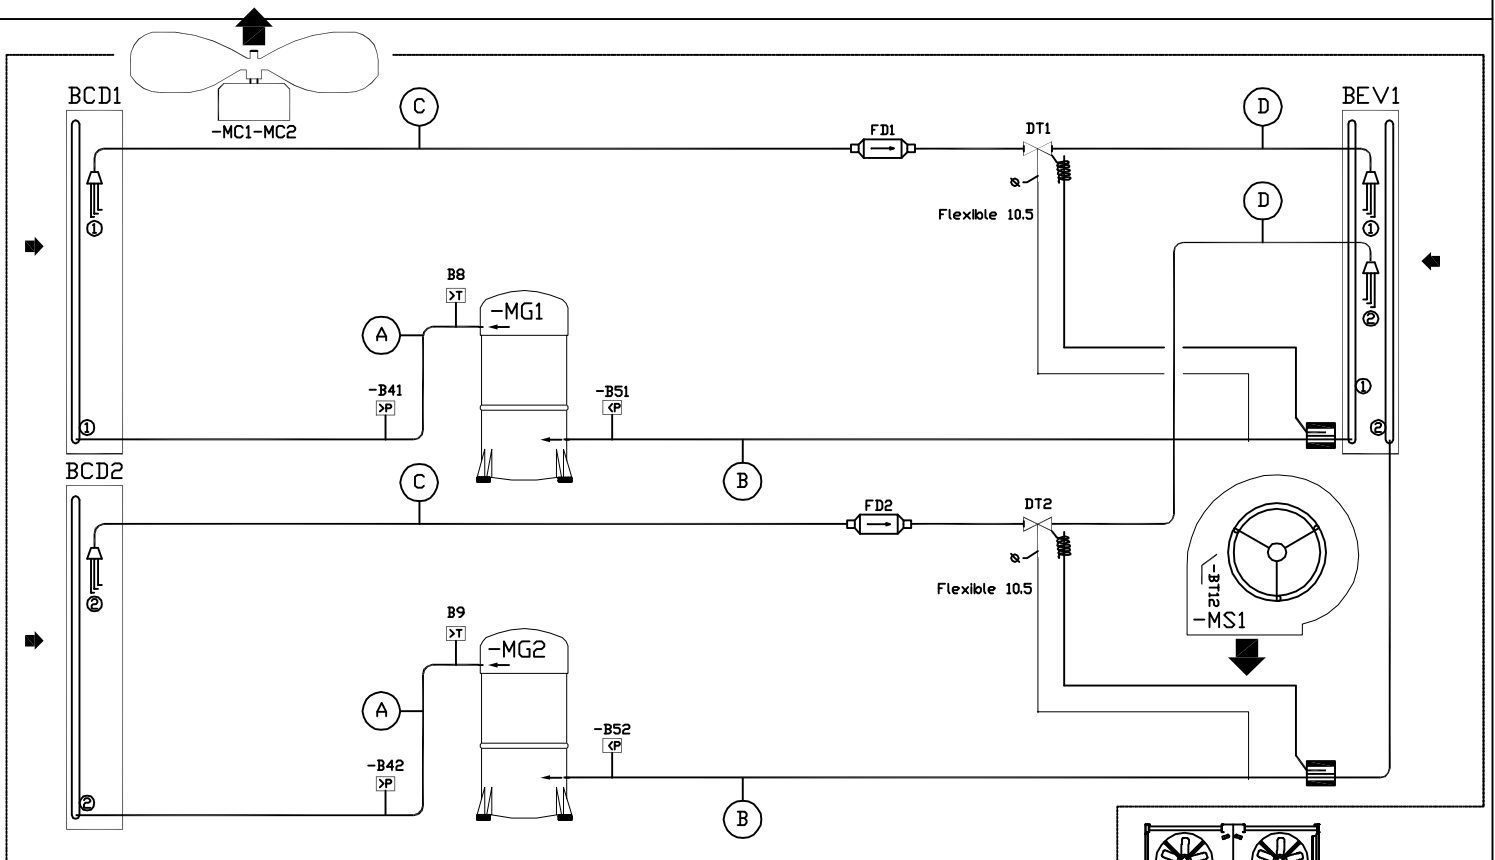 BCD1
-MC1-MC2
C
FD1
DT1
D
BEV1
Ø
Flexible 10.5
D
①
①
②
B8
>T
-MG1
A
-B41
>P
-B51
<P
①
①
②
B
BCD2
C
FD2
DT2
Ø
Flexible 10.5
-BT12
-MS1
②
B9
>T
-MG2
A
-B42
>P
-B52
<P
②
B